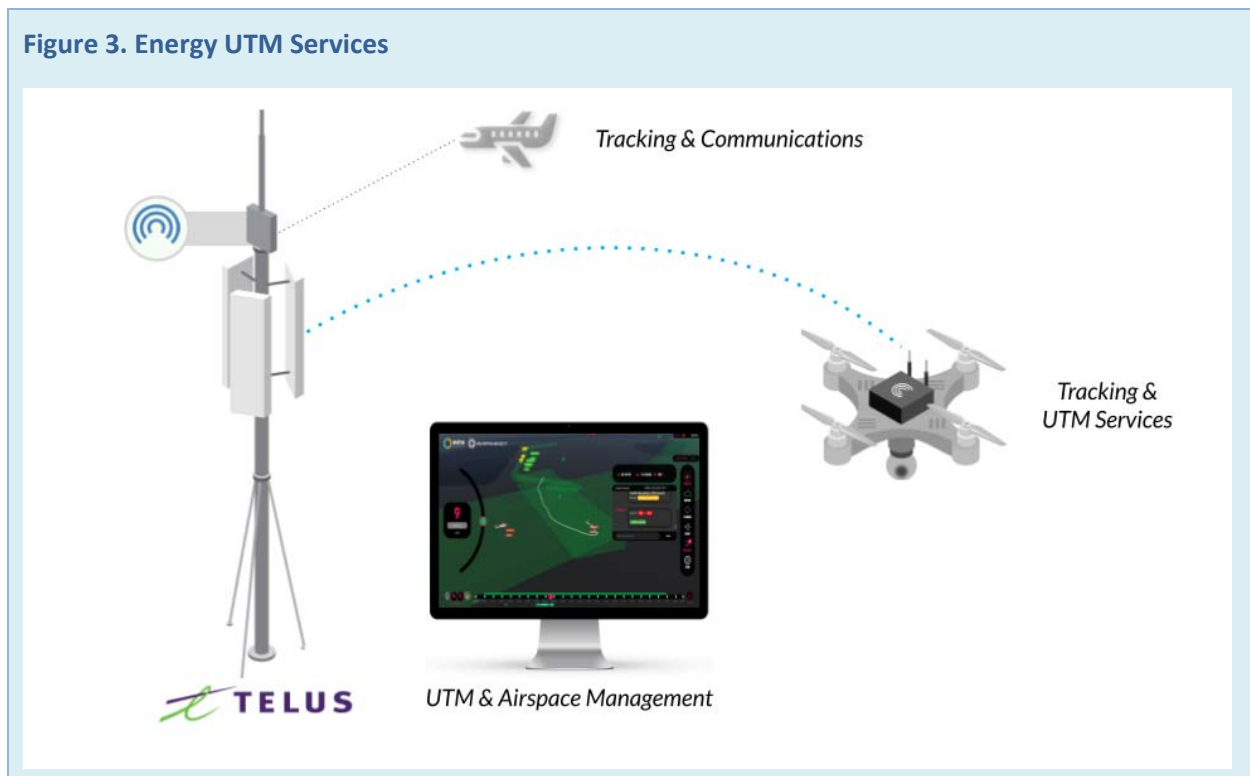 Figure 3. Energy UTM Services
Tracking & Communications
Tracking &
UTM Services
TELUS
UTM & Airspace Management